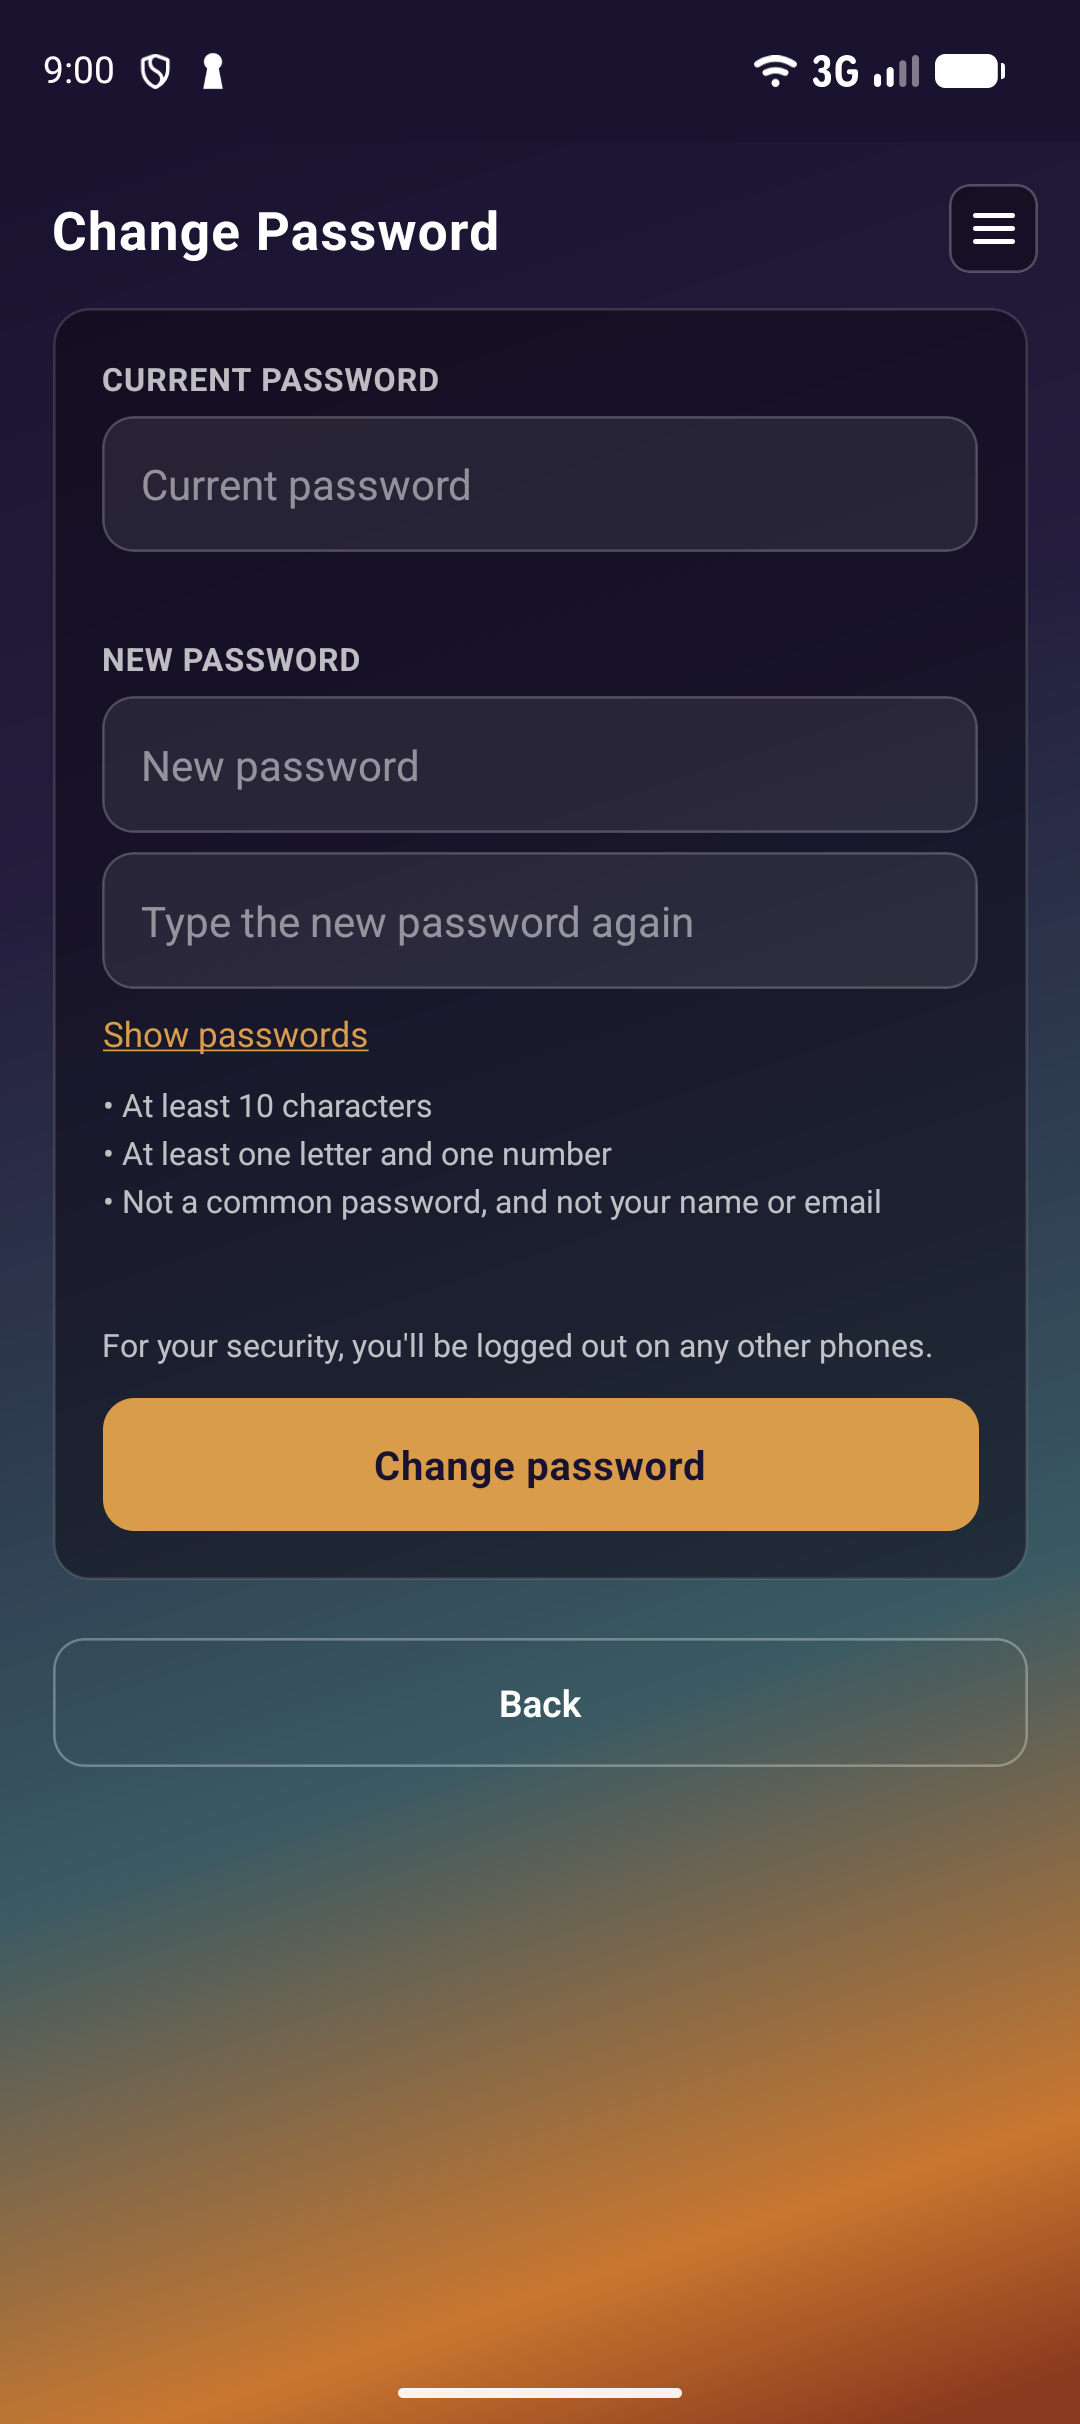 9:00
3G
Change Password
CURRENT PASSWORD
Current password
NEW PASSWORD
New password
Type the new password again
Show passwords
• At least 10 characters
• At least one letter and one number
• Not a common password, and not your name or email
For your security, you'll be logged out on any other phones.
Change password
Back